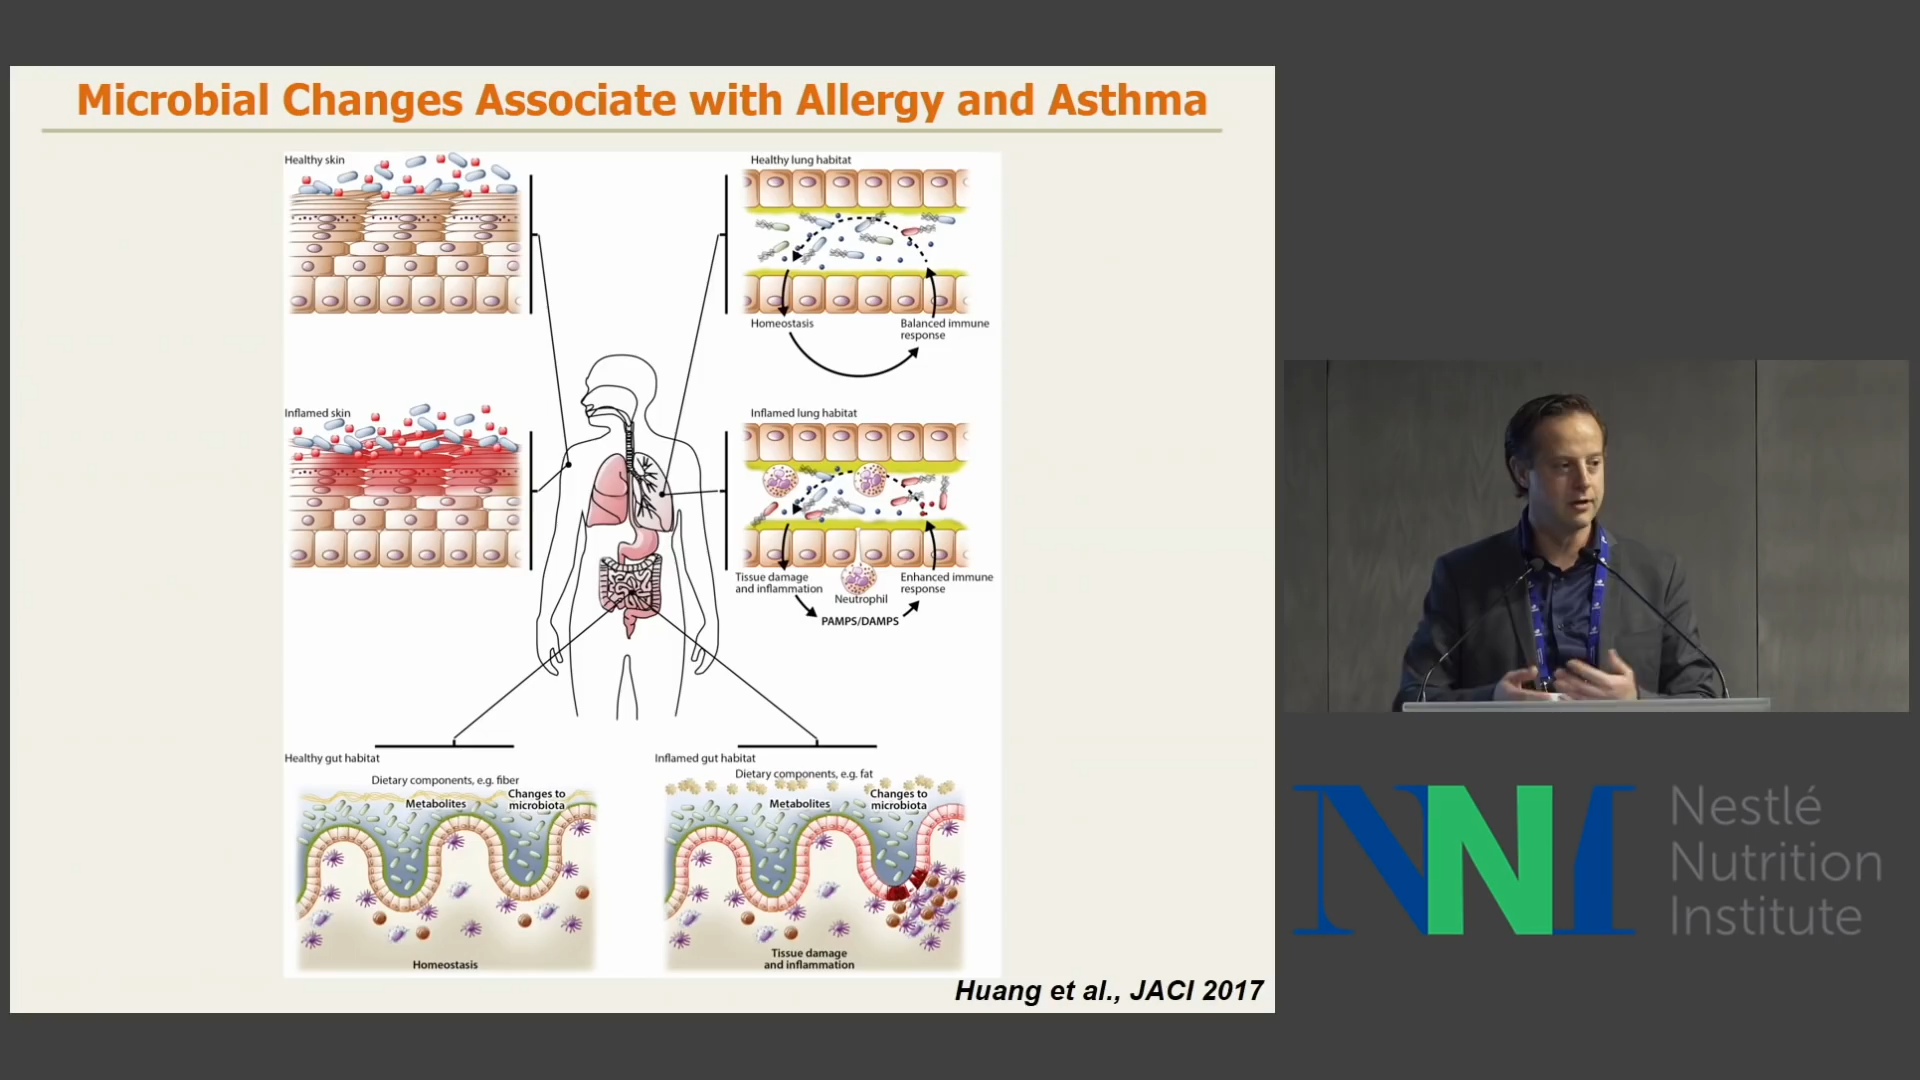 Microbial Changes Associate with Allergy and Asthma
Healthy skin
Healthy lung habitat
Homeostasis
Balanced immune
response
Inflamed skin
Inflamed lung habitat
Tissue damage
and inflammation
Neutrophil
Enhanced immune
response
PAMPS/DAMPS
Healthy gut habitat
Dietary components, e.g. fiber
Metabolites
Changes to
microbiota
Homeostasis
Inflamed gut habitat
Dietary components, e.g. fat
Metabolites
Changes to
microbiota
Tissue damage
and inflammation
Huang et al., JACI 2017
NNI
Nestlé
Nutrition
Institute